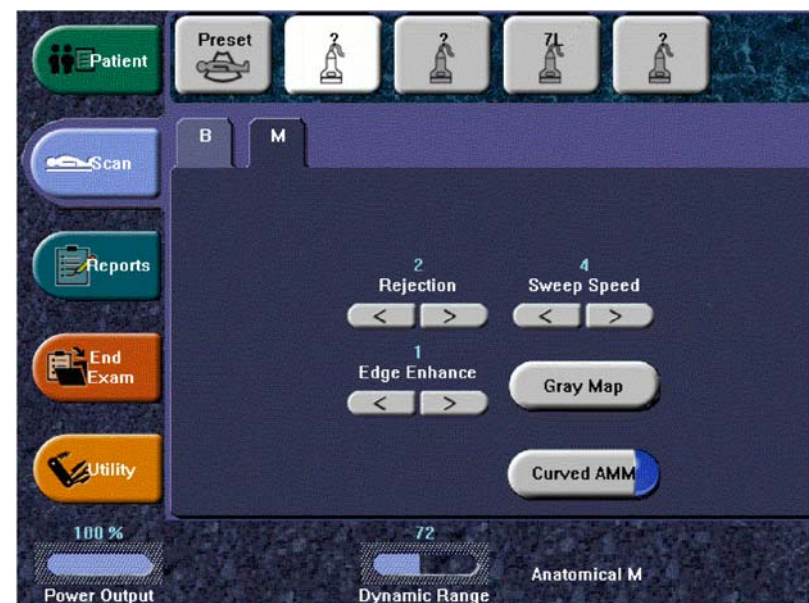 Patient
Preset
?
?
7L
?
Scan
B
M
Reports
2
Rejection
< >
4
Sweep Speed
< >
End
Exam
1
Edge Enhance
< >
Gray Map
Utility
Curved AMM
100 %
Power Output
72
Dynamic Range
Anatomical M